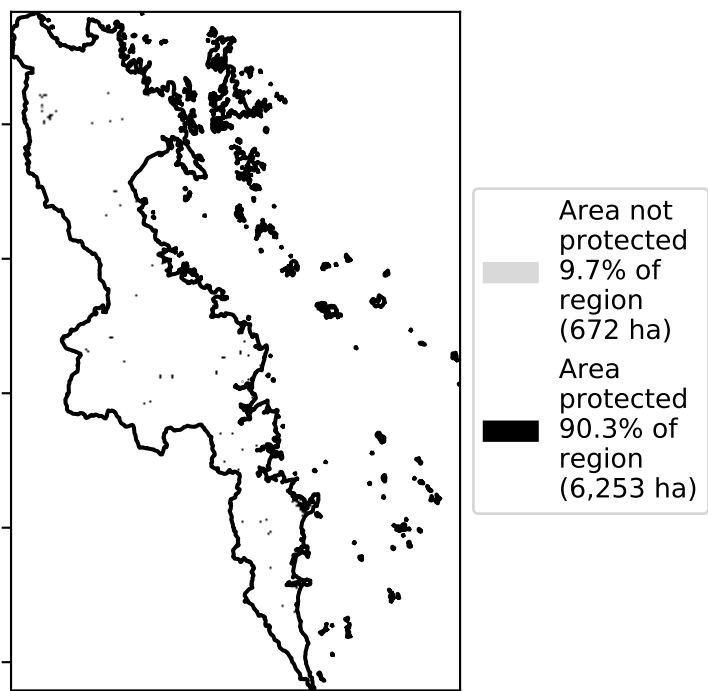 Area not
protected
9.7% of
region
(672 ha)
Area
protected
90.3% of
region
(6,253 ha)